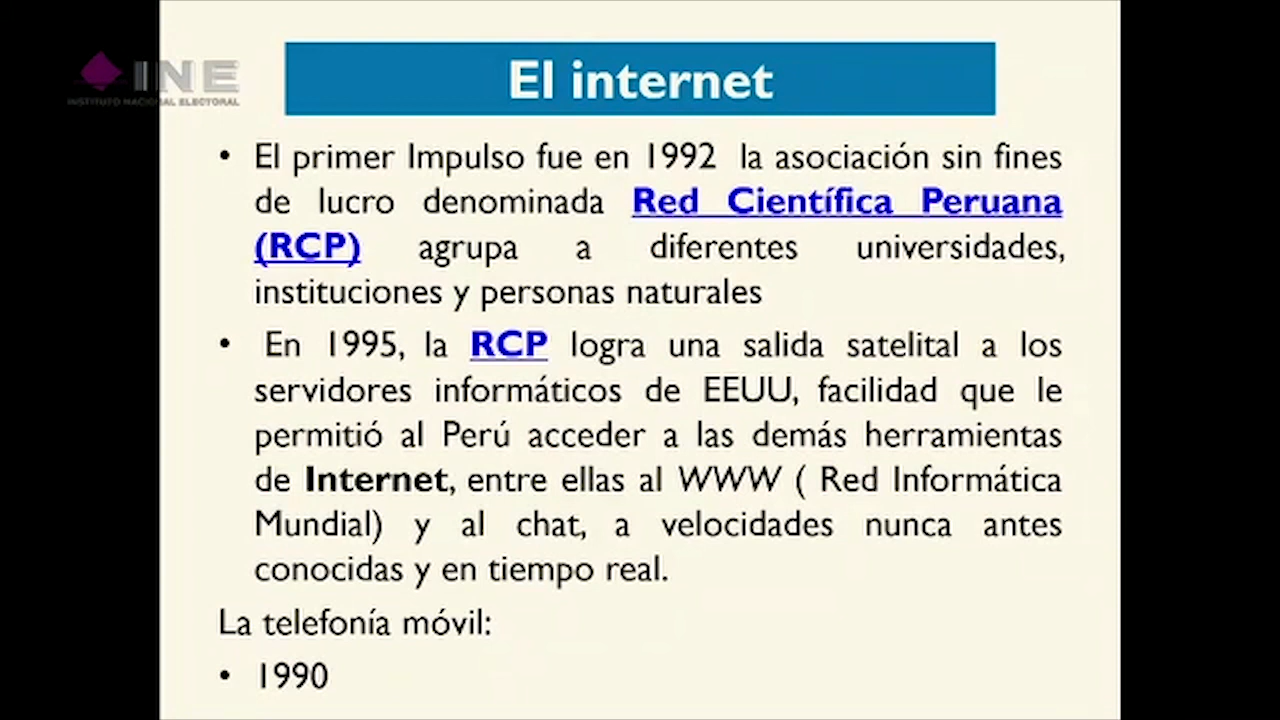 INE
INSTITUTO NACIONAL ELECTORAL
El internet
• El primer Impulso fue en 1992 la asociación sin fines
de lucro denominada Red Científica Peruana
(RCP) agrupa a diferentes universidades,
instituciones y personas naturales
• En 1995, la RCP logra una salida satelital a los
servidores informáticos de EEUU, facilidad que le
permitió al Perú acceder a las demás herramientas
de Internet, entre ellas al WWW ( Red Informática
Mundial) y al chat, a velocidades nunca antes
conocidas y en tiempo real.
La telefonía móvil:
• 1990